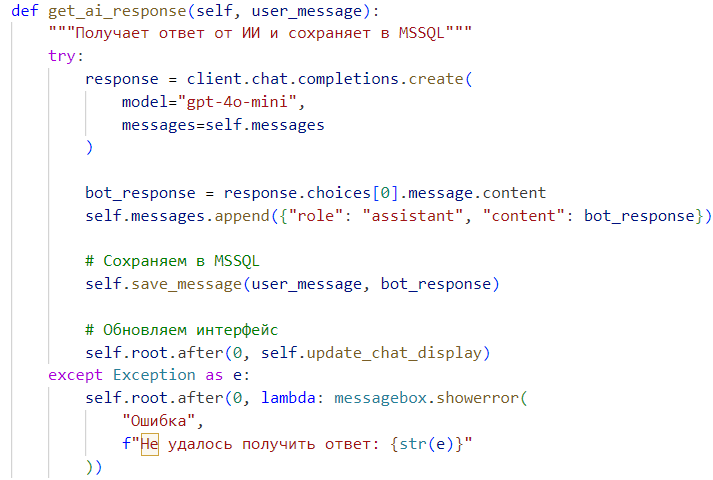 def get_ai_response(self, user_message):
    """Получает ответ от ИИ и сохраняет в MSSQL"""
    try:
        response = client.chat.completions.create(
            model="gpt-4o-mini",
            messages=self.messages
        )

        bot_response = response.choices[0].message.content
        self.messages.append({"role": "assistant", "content": bot_response})

        # Сохраняем в MSSQL
        self.save_message(user_message, bot_response)

        # Обновляем интерфейс
        self.root.after(0, self.update_chat_display)
    except Exception as e:
        self.root.after(0, lambda: messagebox.showerror(
            "Ошибка",
            f"Не удалось получить ответ: {str(e)}"
        ))